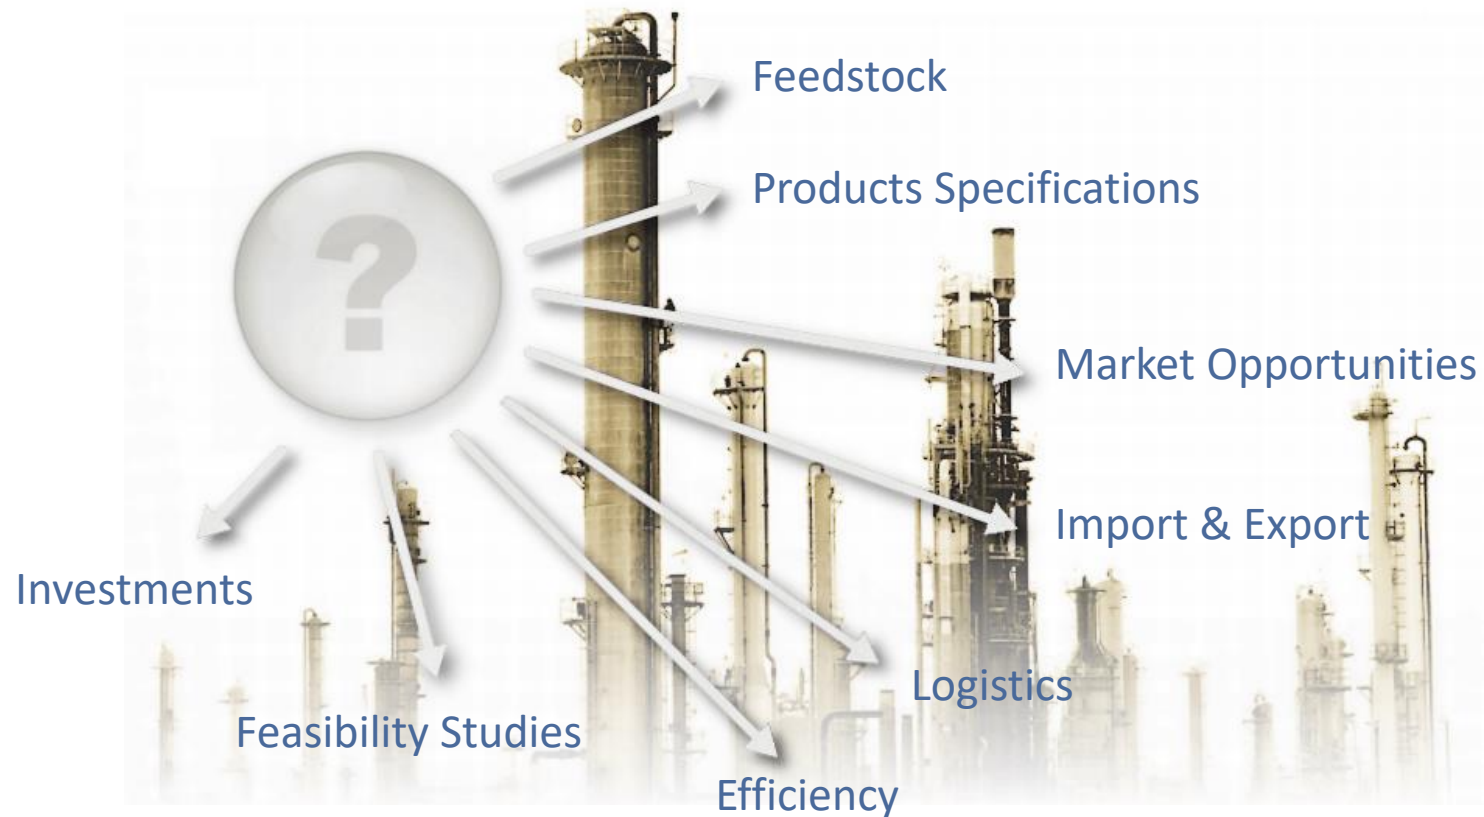 Feedstock
Products Specifications
?
Market Opportunities
Import & Export
Investments
Logistics
Feasibility Studies
Efficiency